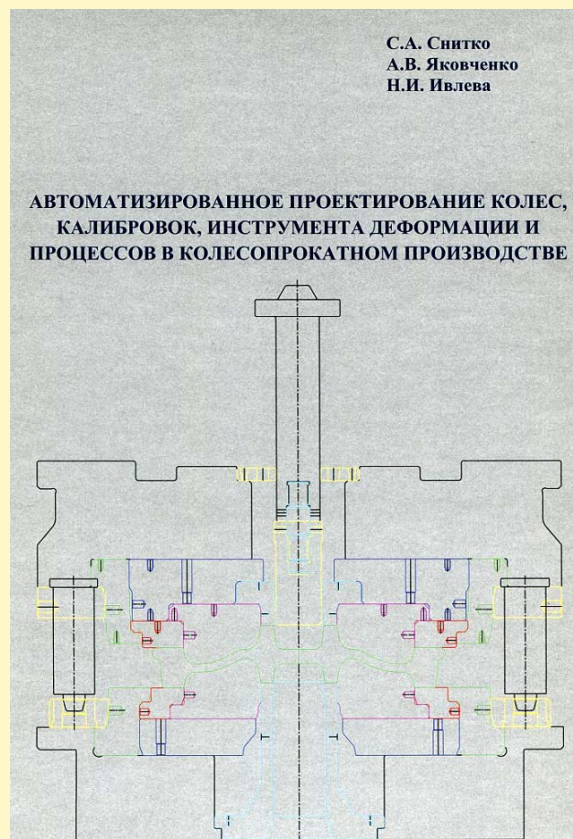 С.А. Снитко
А.В. Яковченко
Н.И. Ивлева
АВТОМАТИЗИРОВАННОЕ ПРОЕКТИРОВАНИЕ КОЛЕС,
КАЛИБРОВОК, ИНСТРУМЕНТА ДЕФОРМАЦИИ И
ПРОЦЕССОВ В КОЛЕСОПРОКАТНОМ ПРОИЗВОДСТВЕ